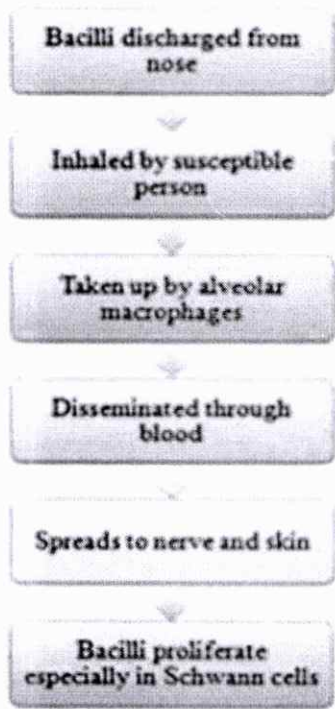 Bacilli discharged from
nose
Inhaled by susceptible
person
Taken up by alveolar
macrophages
Disseminated through
blood
Spreads to nerve and skin
Bacilli proliferate
especially in Schwann cells